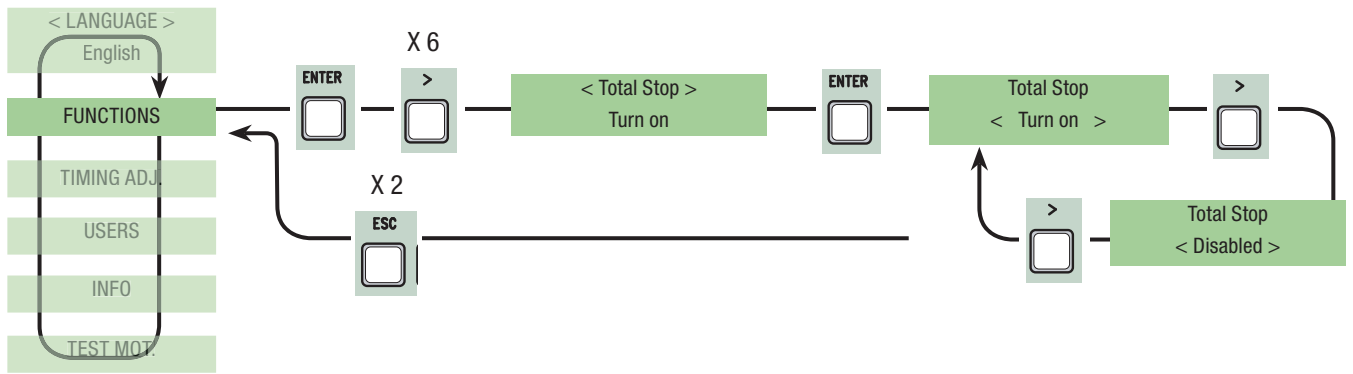 < LANGUAGE >
English
FUNCTIONS
TIMING ADJ.
USERS
INFO
TEST MOT.
ENTER
X 6
>
< Total Stop >
Turn on
ENTER
Total Stop
< Turn on >
>
X 2
ESC
>
Total Stop
< Disabled >